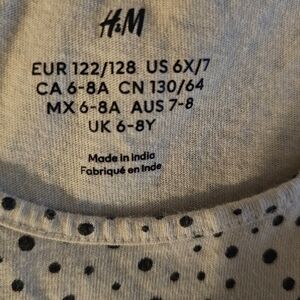 H&M
EUR 122/128 US 6X/7
CA 6-8A CN 130/64
MX 6-8A AUS 7-8
UK 6-8Y
Made in India
Fabriqué en Inde